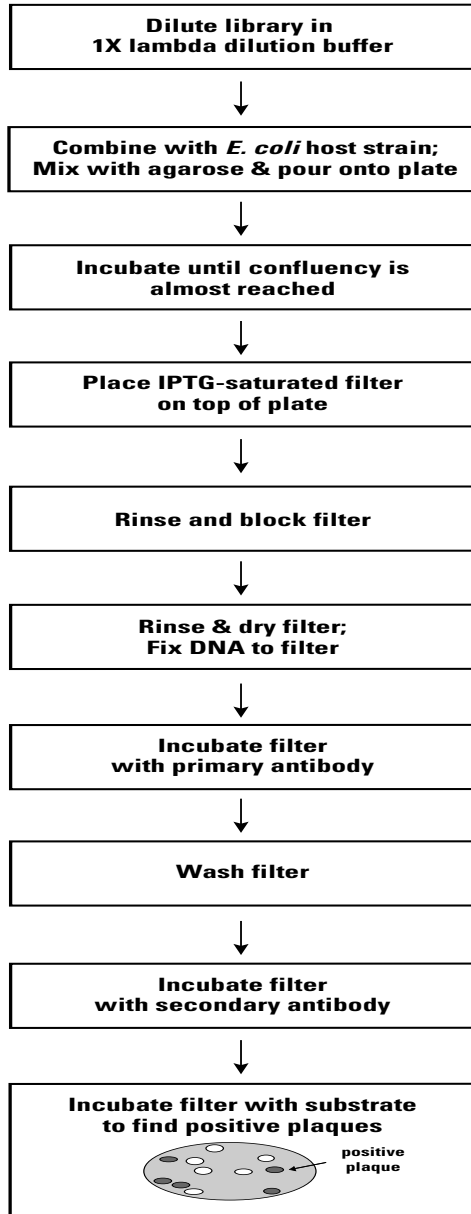 Dilute library in
1X lambda dilution buffer
Combine with E. coli host strain;
Mix with agarose & pour onto plate
Incubate until confluency is
almost reached
Place IPTG-saturated filter
on top of plate
Rinse and block filter
Rinse & dry filter;
Fix DNA to filter
Incubate filter
with primary antibody
Wash filter
Incubate filter
with secondary antibody
Incubate filter with substrate
to find positive plaques
positive
plaque